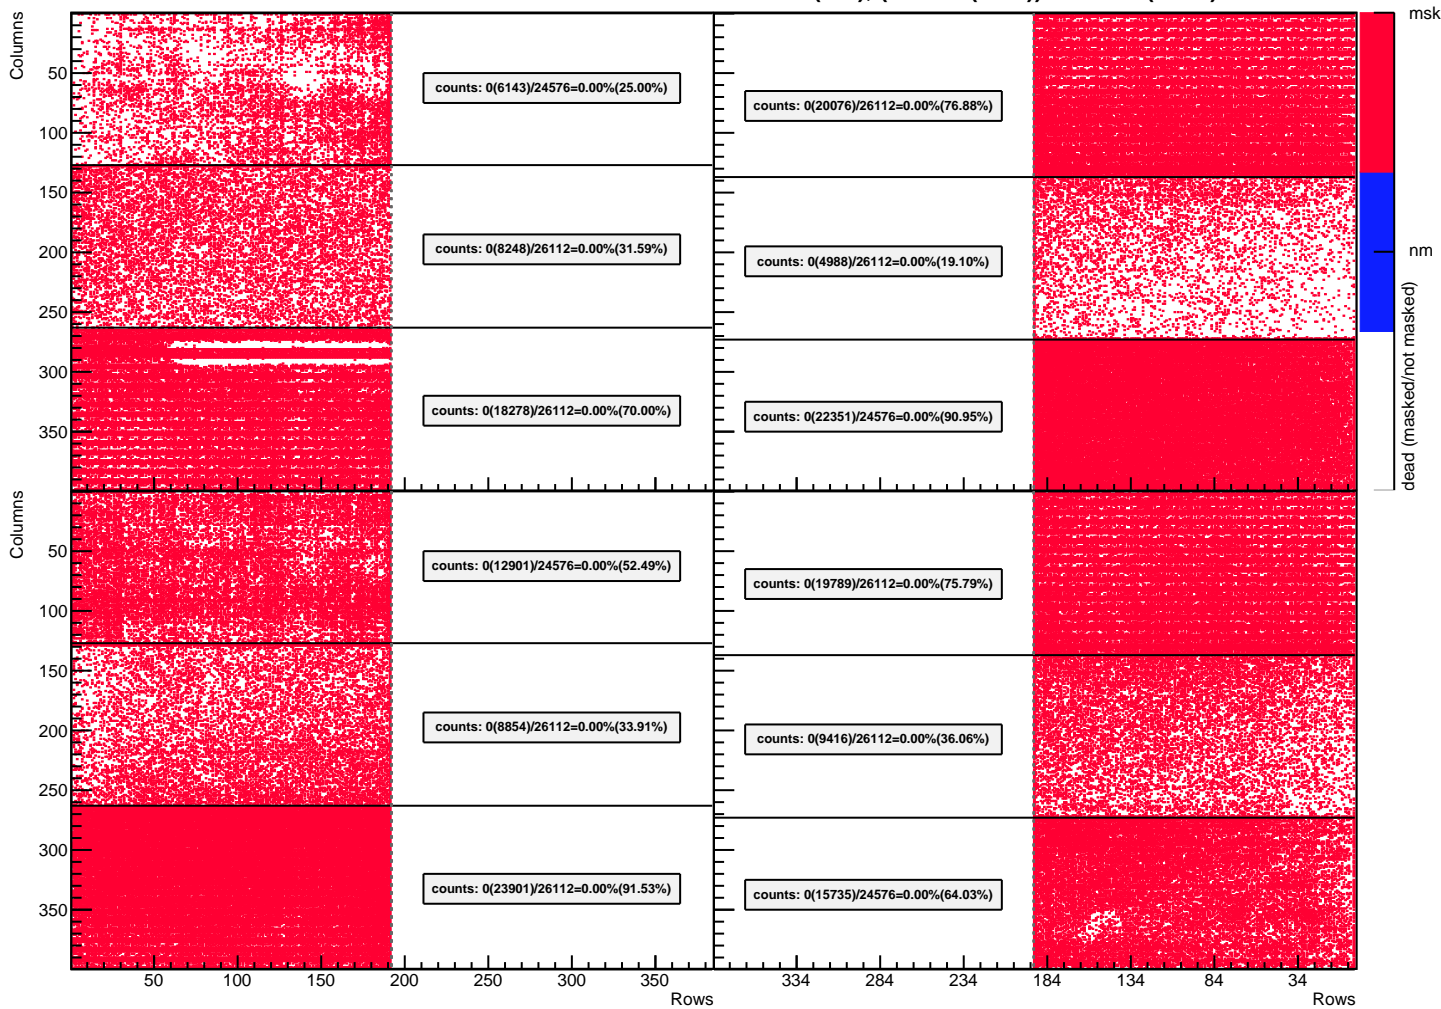 msk
nm
dead (masked/not masked)
Columns
50
100
150
200
250
300
350
counts: 0(6143)/24576=0.00%(25.00%)
counts: 0(8248)/26112=0.00%(31.59%)
counts: 0(18278)/26112=0.00%(70.00%)
counts: 0(20076)/26112=0.00%(76.88%)
counts: 0(4988)/26112=0.00%(19.10%)
counts: 0(22351)/24576=0.00%(90.95%)
Columns
50
100
150
200
250
300
350
counts: 0(12901)/24576=0.00%(52.49%)
counts: 0(8854)/26112=0.00%(33.91%)
counts: 0(23901)/26112=0.00%(91.53%)
counts: 0(19789)/26112=0.00%(75.79%)
counts: 0(9416)/26112=0.00%(36.06%)
counts: 0(15735)/24576=0.00%(64.03%)
50 100 150 200 250 300 350
Rows
334 284 234 184 134 84 34
Rows